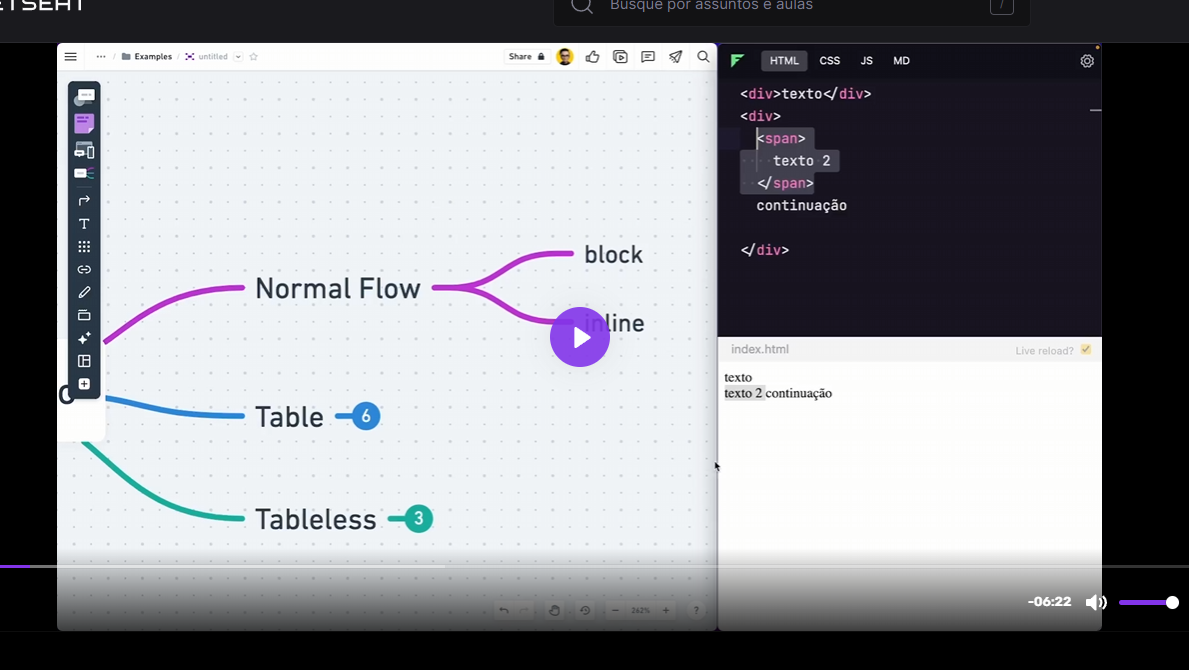 Busque por assuntos e aulas
/
... / Examples / untitled
Share
HTML CSS JS MD
<div>texto</div>
<div>
<span>
texto 2
</span>
continuação
</div>
Normal Flow
block
inline
Table
6
Tableless
3
T
index.html
Live reload?
texto
texto 2 continuação
262%
?
-06:22